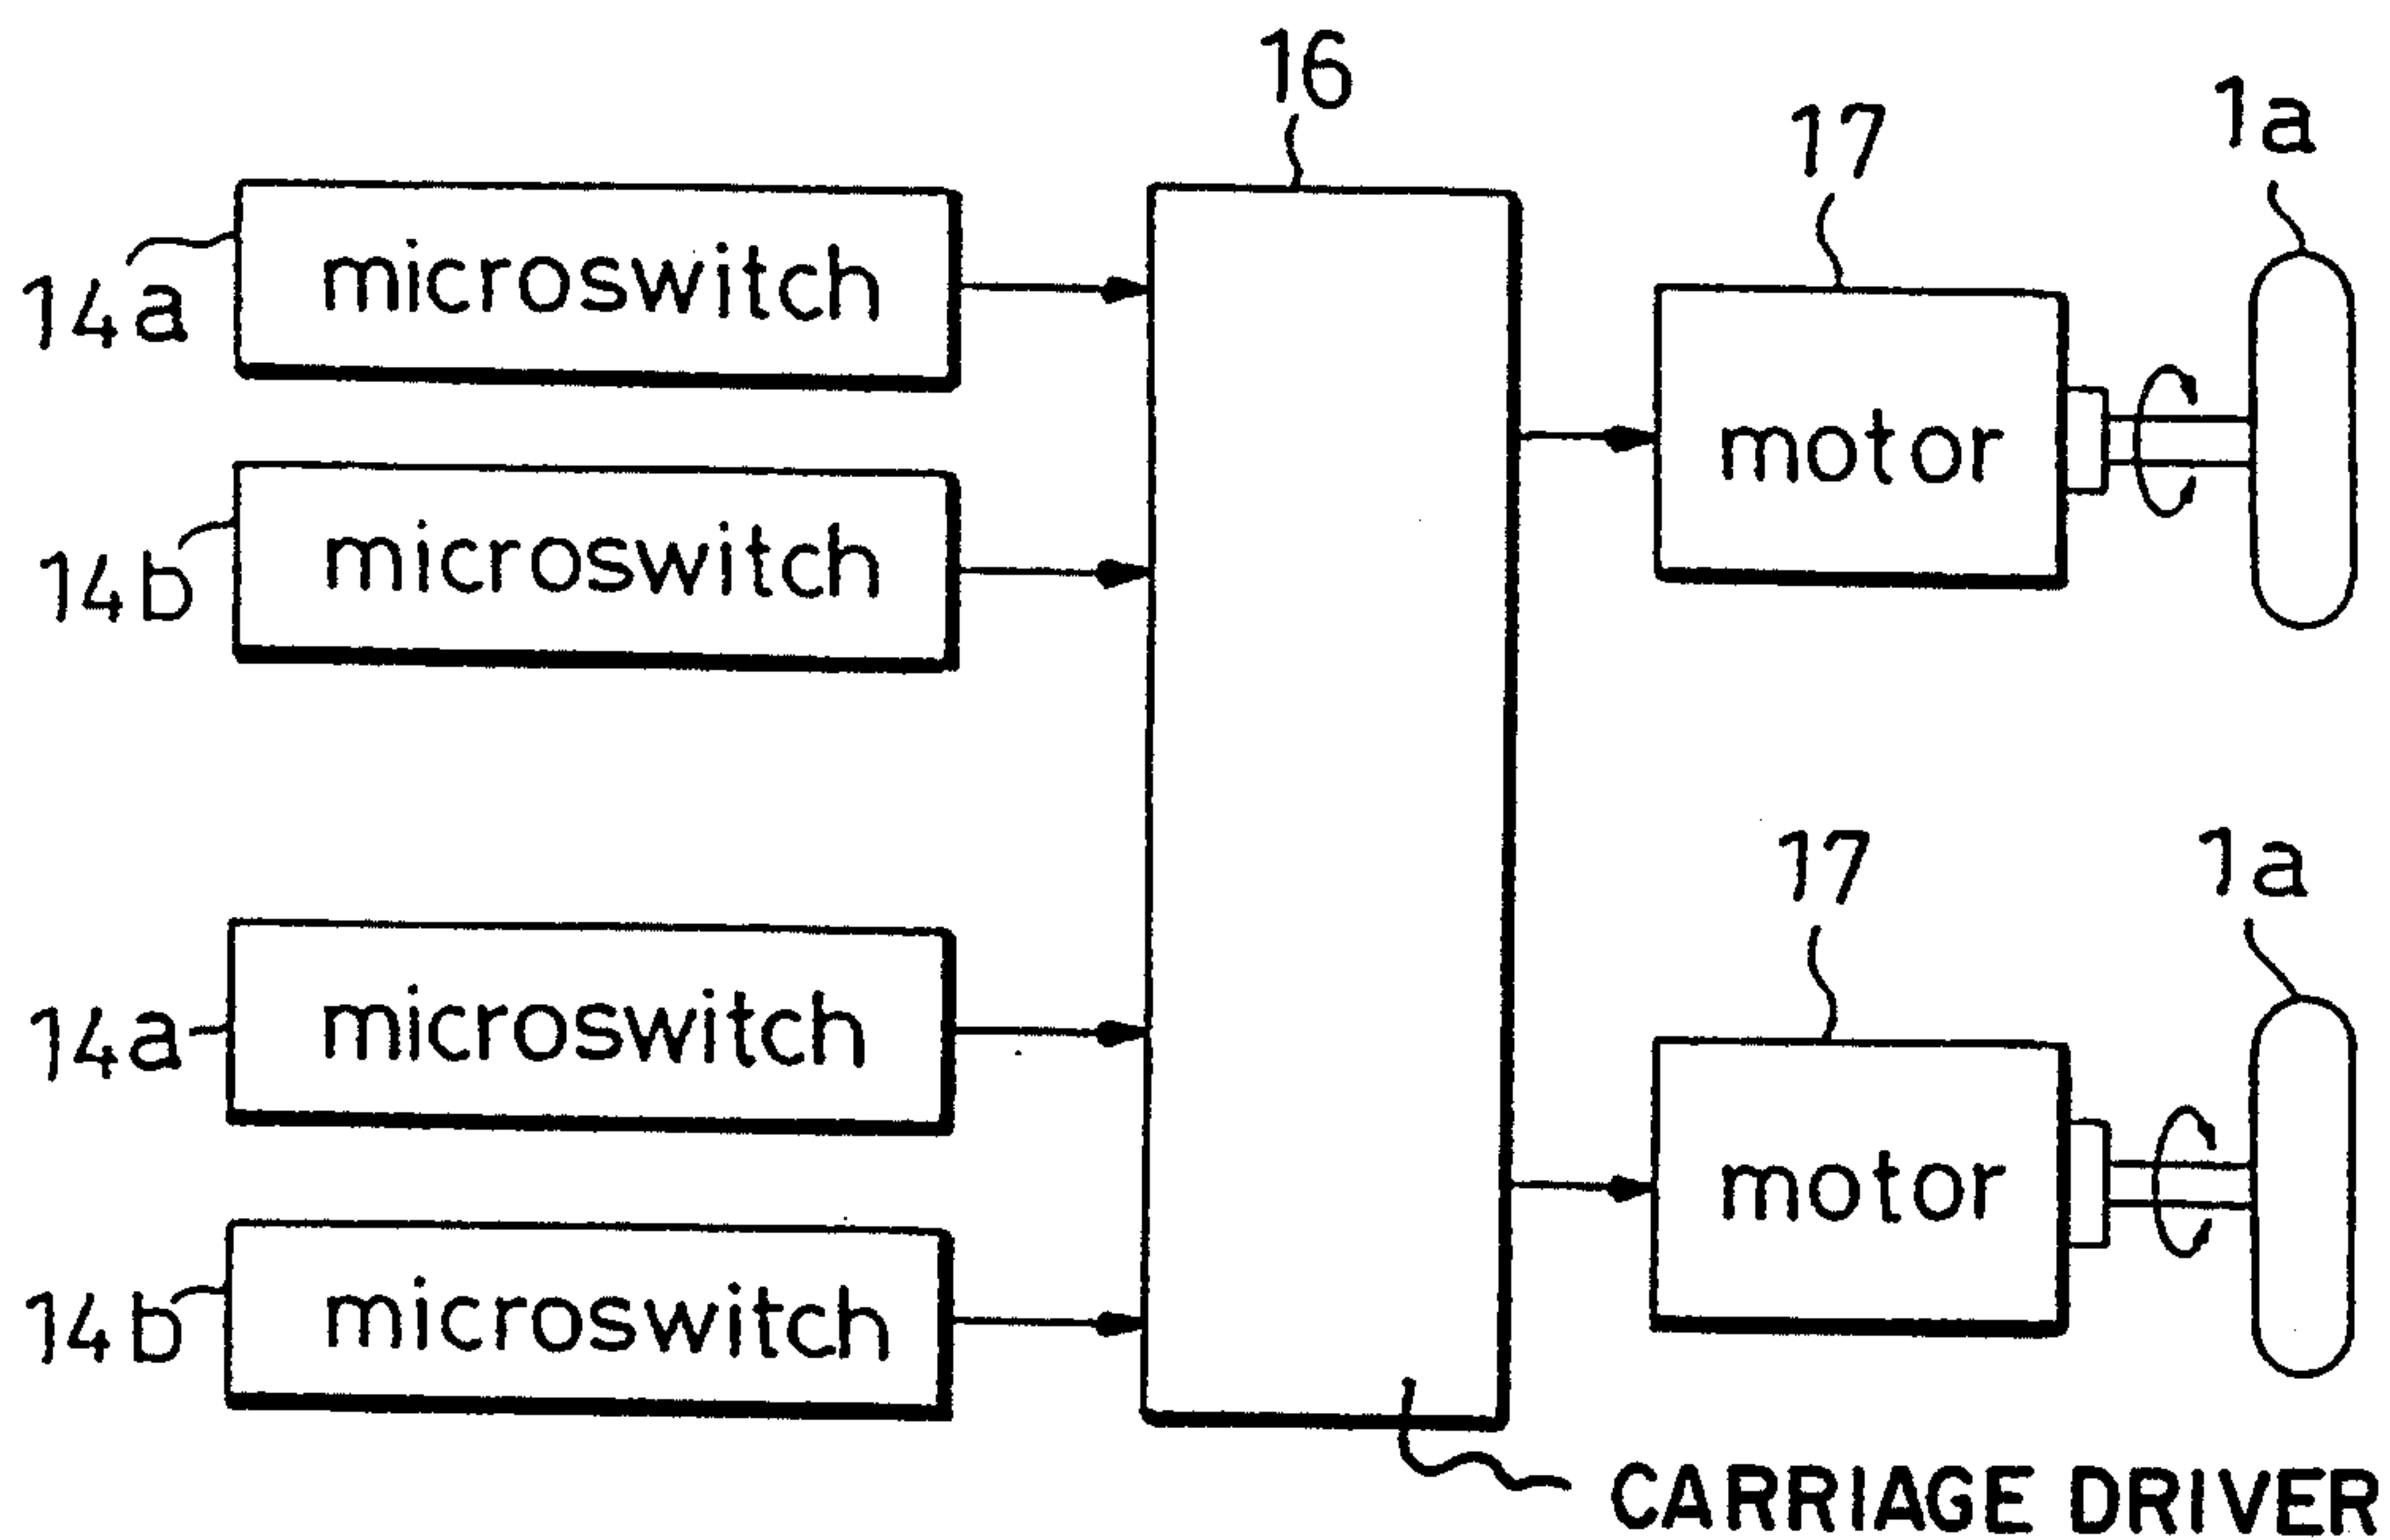 16
17
1a
14a
microswitch
motor
14b
microswitch
17
1a
14a
microswitch
motor
14b
microswitch
CARRIAGE DRIVER